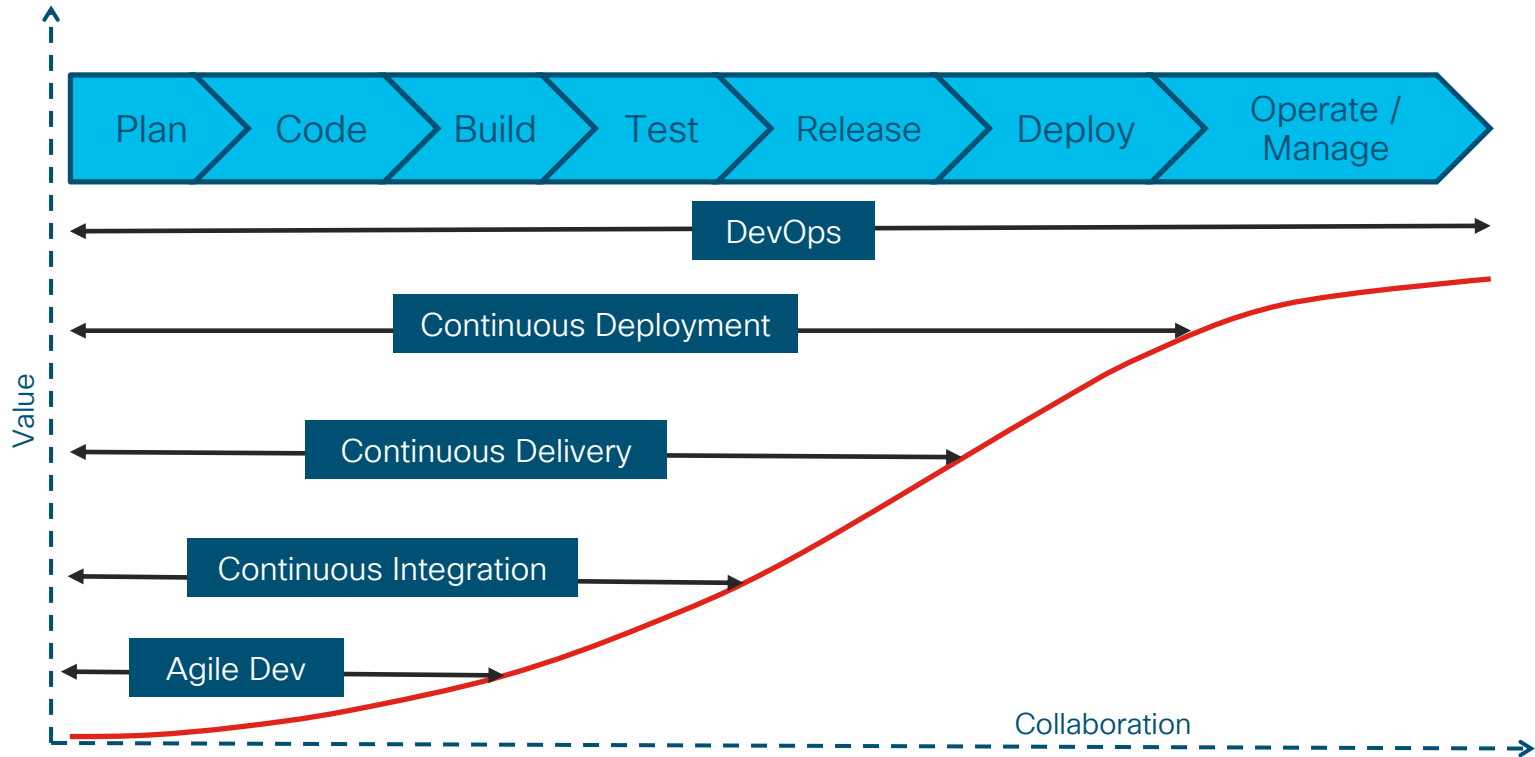 Plan
Code
Build
Test
Release
Deploy
Operate /
Manage
DevOps
Continuous Deployment
Value
Continuous Delivery
Continuous Integration
Agile Dev
Collaboration